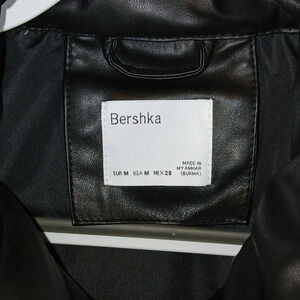 Bershka
MADE IN
MYANMAR
(BURMA)
EUR M USA M MEX 28